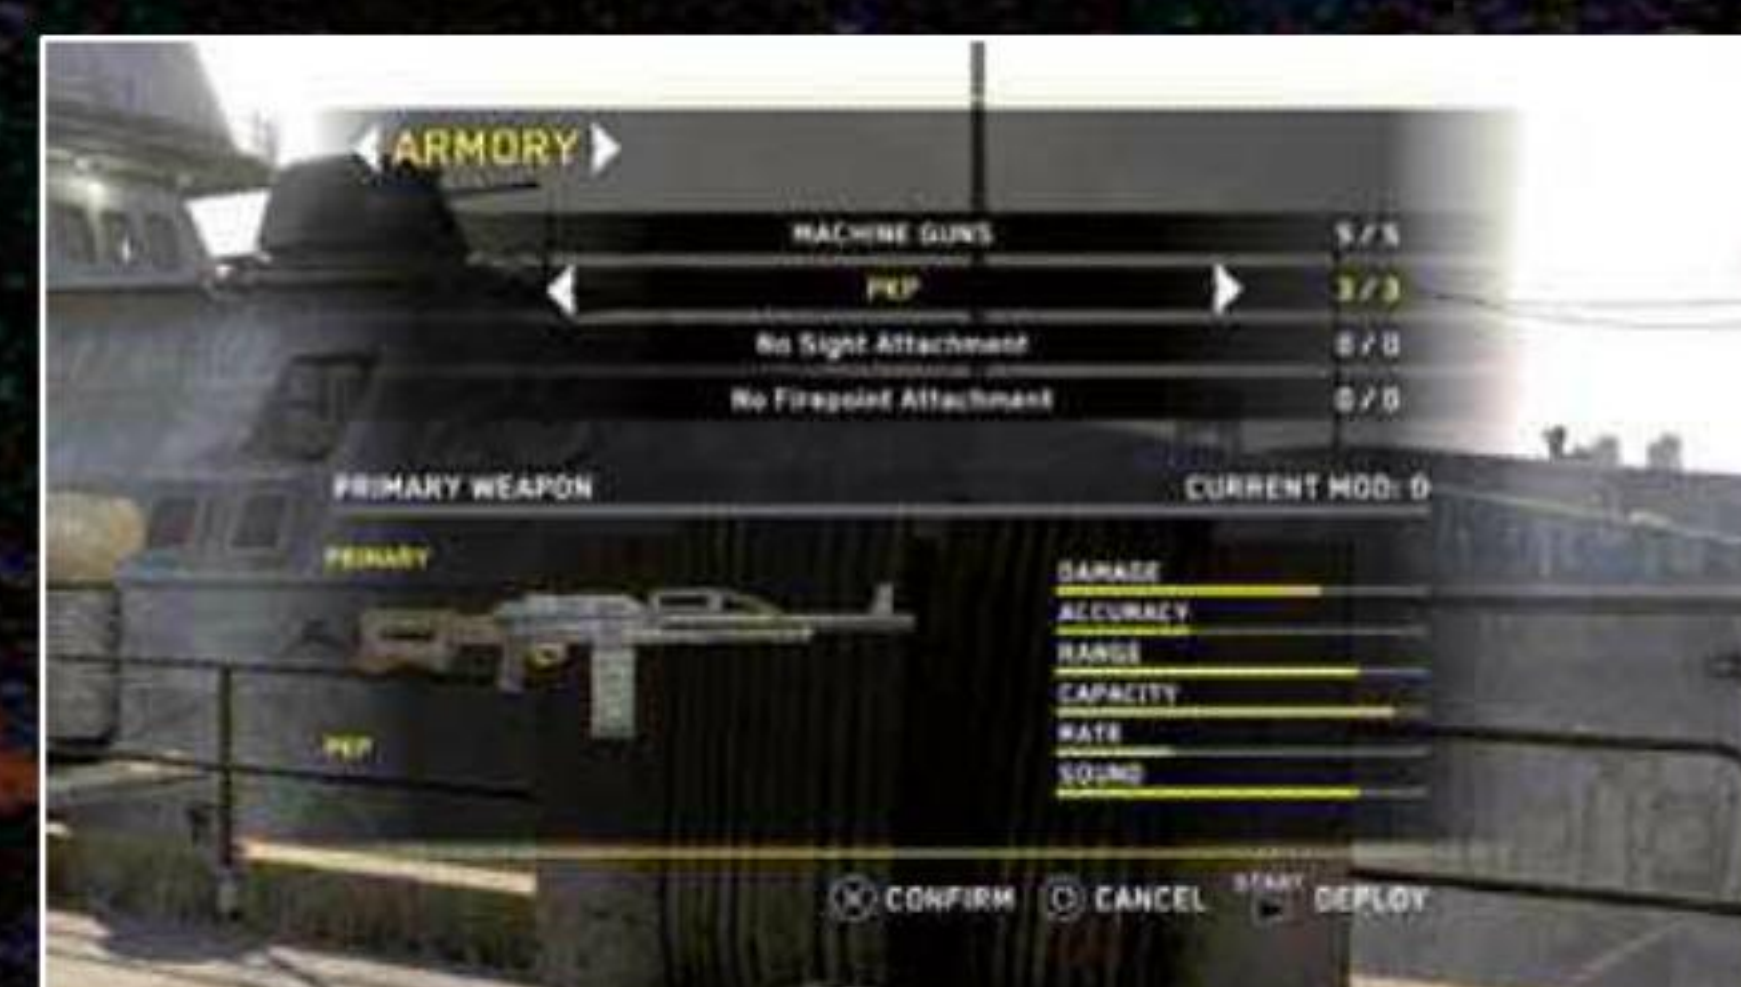 ARMORY
MACHINE GUNS 5 / 5
PKP 3 / 3
No Sight Attachment 0 / 0
No Firepoint Attachment 0 / 0
PRIMARY WEAPON CURRENT MOD: 0
PRIMARY
DAMAGE
ACCURACY
RANGE
CAPACITY
RATE
PKP
SOUND
CONFIRM CANCEL START DEPLOY